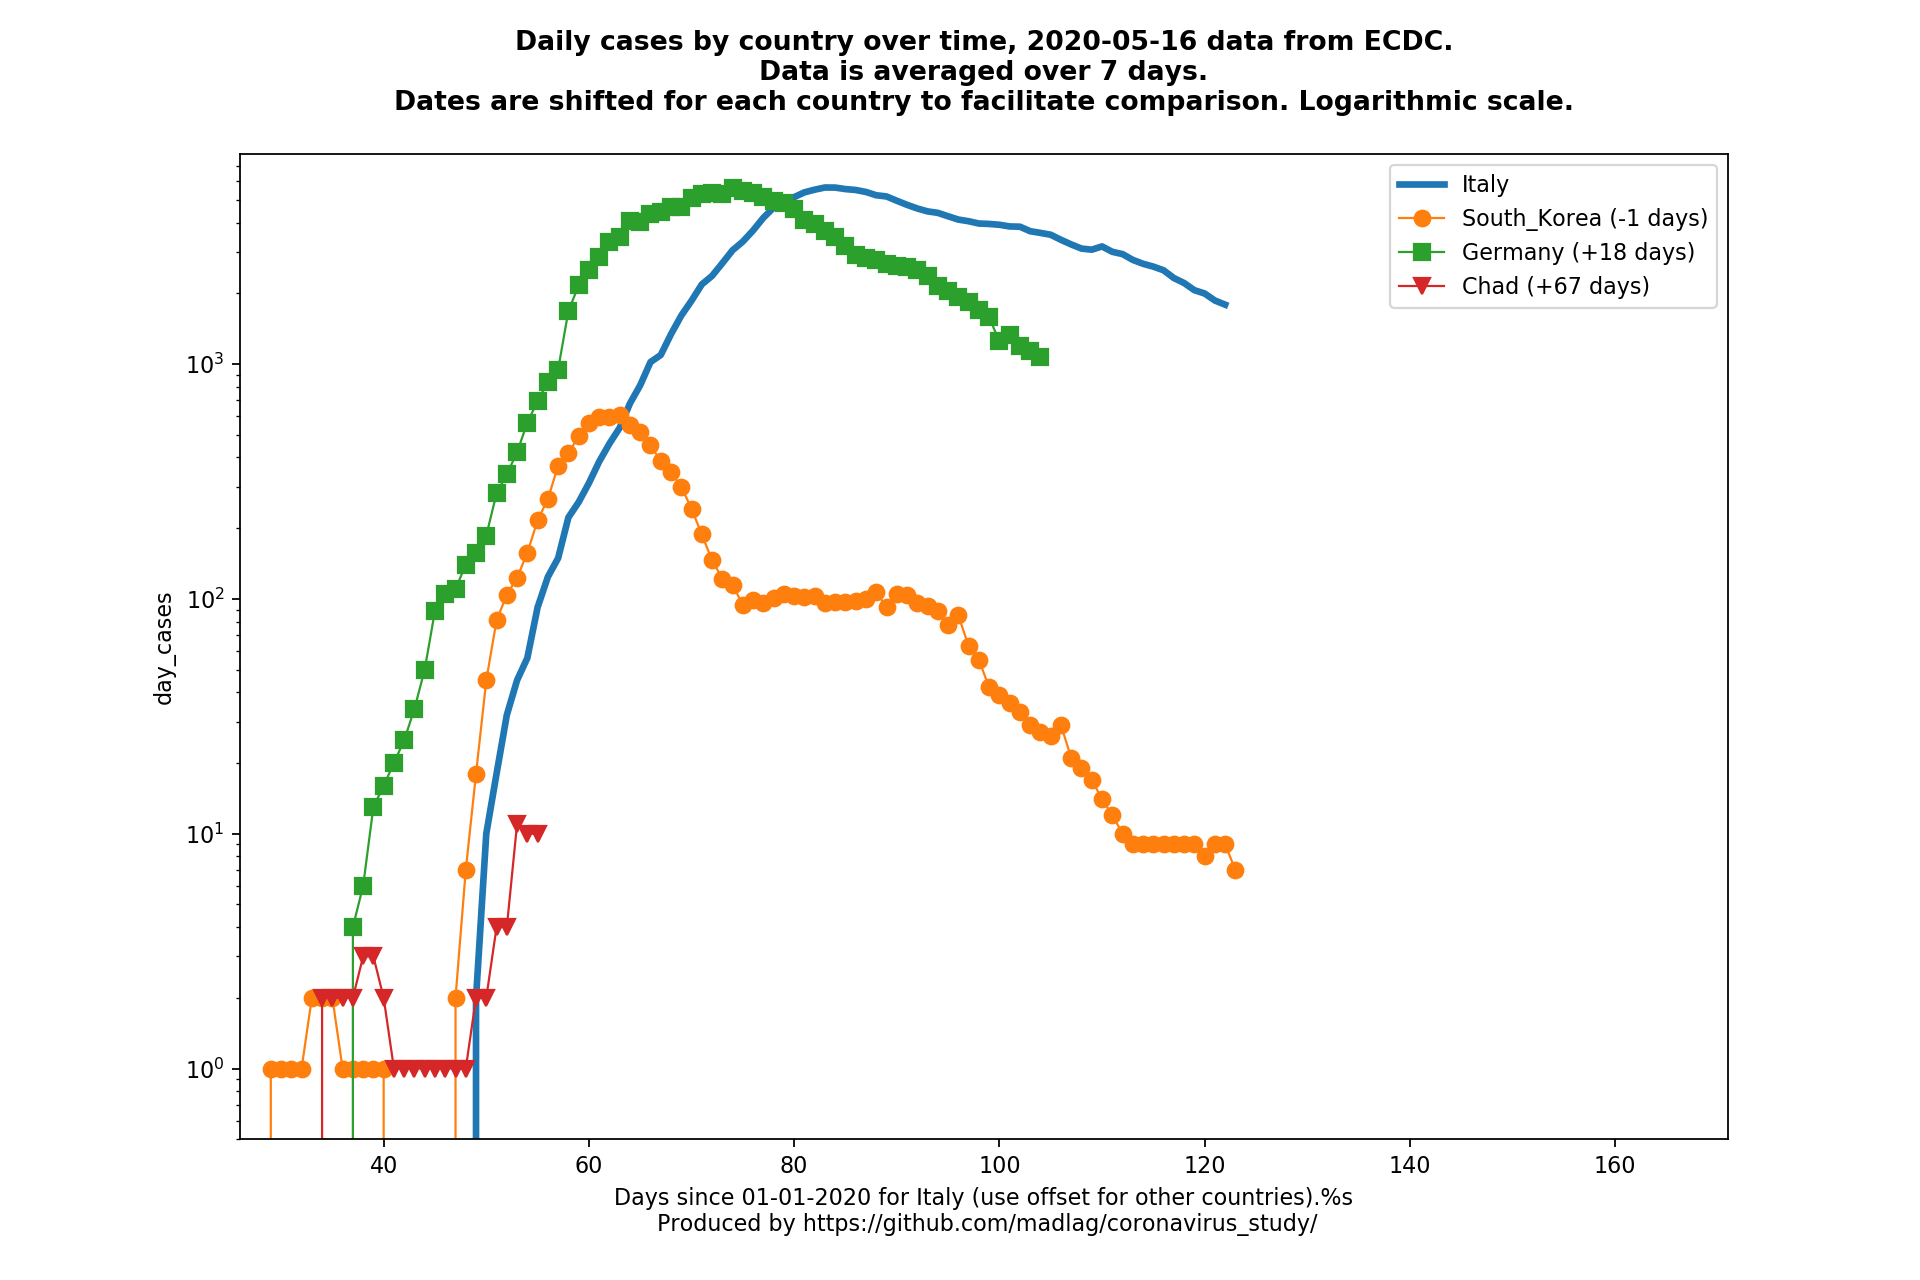 Daily cases by country over time, 2020-05-16 data from ECDC.
Data is averaged over 7 days.
Dates are shifted for each country to facilitate comparison. Logarithmic scale.
Italy
South_Korea (-1 days)
Germany (+18 days)
Chad (+67 days)
day_cases
10³
10²
10¹
10⁰
40 60 80 100 120 140 160
Days since 01-01-2020 for Italy (use offset for other countries).%s
Produced by https://github.com/madlag/coronavirus_study/